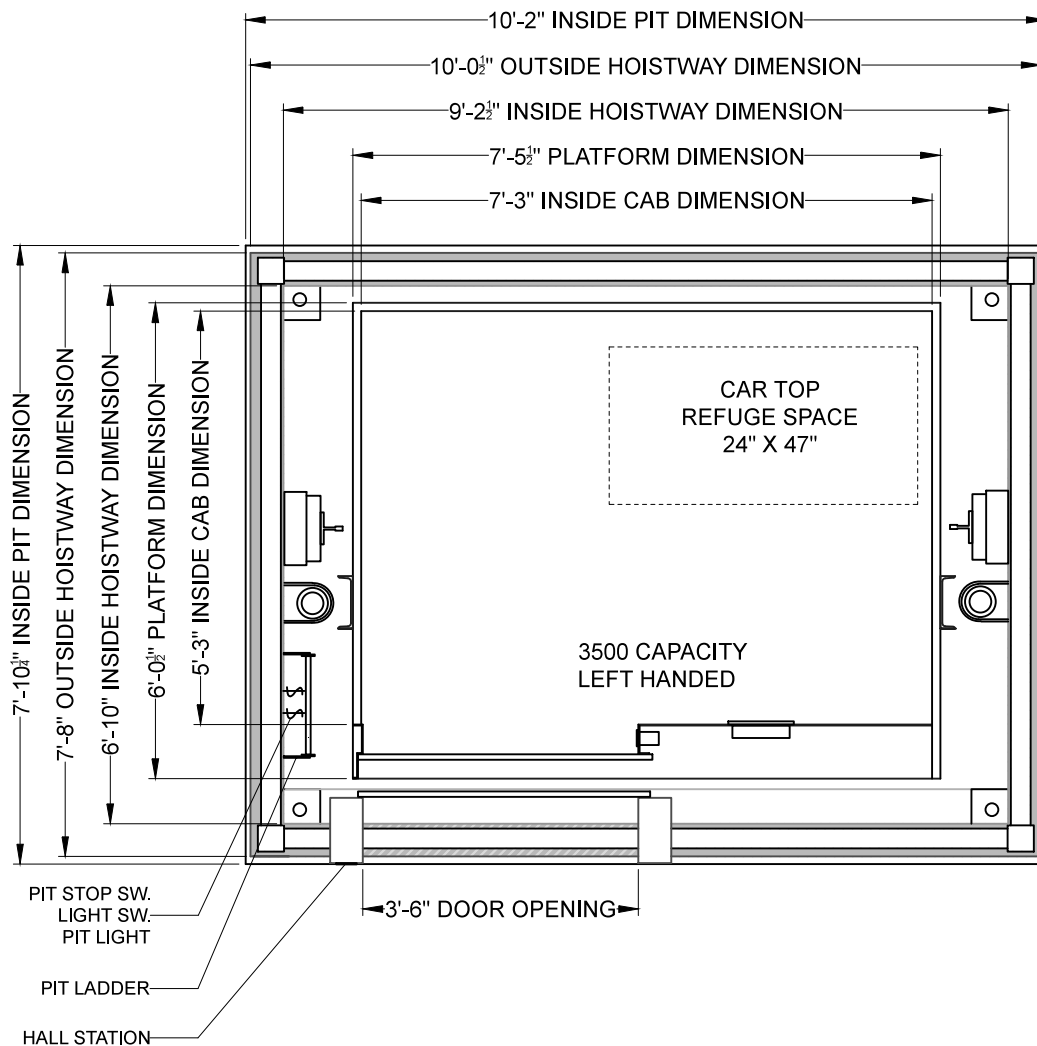 10'-2" INSIDE PIT DIMENSION
10'-0½" OUTSIDE HOISTWAY DIMENSION
9'-2½" INSIDE HOISTWAY DIMENSION
7'-5½" PLATFORM DIMENSION
7'-3" INSIDE CAB DIMENSION
7'-10¼" INSIDE PIT DIMENSION
7'-8" OUTSIDE HOISTWAY DIMENSION
6'-10" INSIDE HOISTWAY DIMENSION
6'-0½" PLATFORM DIMENSION
5'-3" INSIDE CAB DIMENSION
CAR TOP
REFUGE SPACE
24" X 47"
3500 CAPACITY
LEFT HANDED
PIT STOP SW.
LIGHT SW.
PIT LIGHT
3'-6" DOOR OPENING
PIT LADDER
HALL STATION